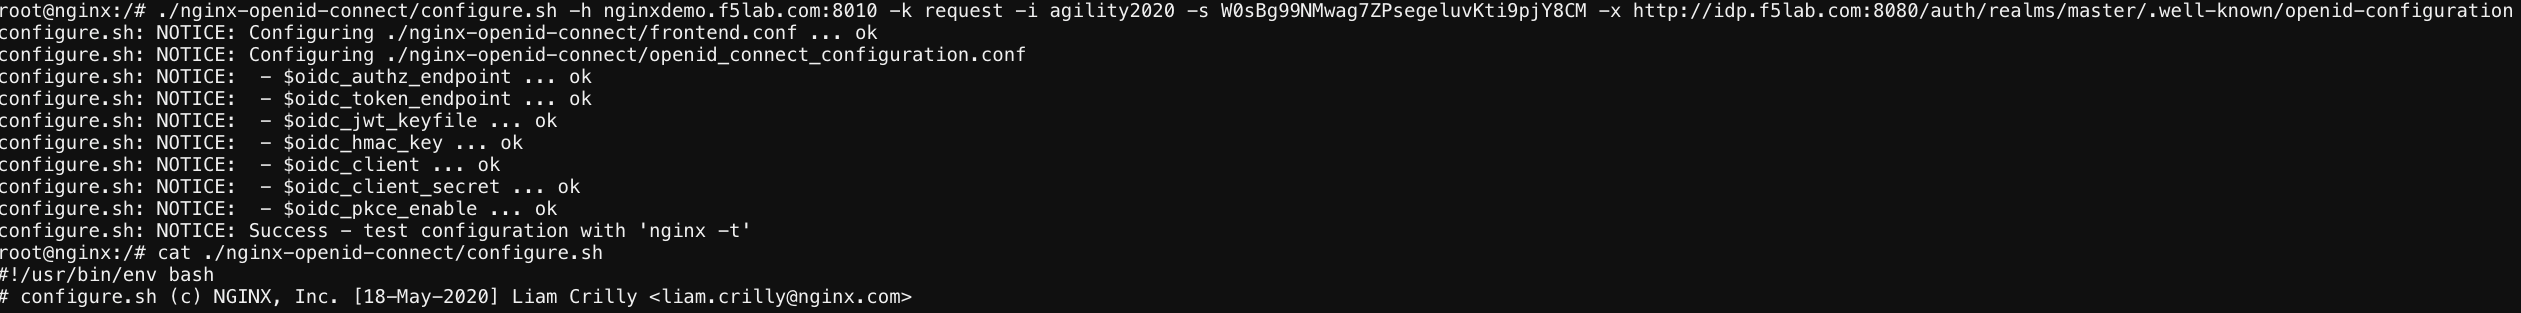 root@nginx:/# ./nginx-openid-connect/configure.sh -h nginxdemo.f5lab.com:8010 -k request -i agility2020 -s W0sBg99NMwag7ZPsegeluvKti9pjY8CM -x http://idp.f5lab.com:8080/auth/realms/master/.well-known/openid-configuration
configure.sh: NOTICE: Configuring ./nginx-openid-connect/frontend.conf ... ok
configure.sh: NOTICE: Configuring ./nginx-openid-connect/openid_connect_configuration.conf
configure.sh: NOTICE:  - $oidc_authz_endpoint ... ok
configure.sh: NOTICE:  - $oidc_token_endpoint ... ok
configure.sh: NOTICE:  - $oidc_jwt_keyfile ... ok
configure.sh: NOTICE:  - $oidc_hmac_key ... ok
configure.sh: NOTICE:  - $oidc_client ... ok
configure.sh: NOTICE:  - $oidc_client_secret ... ok
configure.sh: NOTICE:  - $oidc_pkce_enable ... ok
configure.sh: NOTICE: Success - test configuration with 'nginx -t'
root@nginx:/# cat ./nginx-openid-connect/configure.sh
#!/usr/bin/env bash
# configure.sh (c) NGINX, Inc. [18-May-2020] Liam Crilly <liam.crilly@nginx.com>